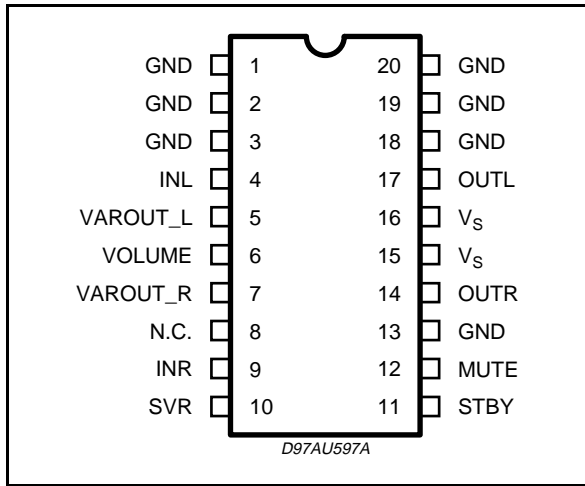 GND 1 20 GND
GND 2 19 GND
GND 3 18 GND
INL 4 17 OUTL
VAROUT_L 5 16 VS
VOLUME 6 15 VS
VAROUT_R 7 14 OUTR
N.C. 8 13 GND
INR 9 12 MUTE
SVR 10 11 STBY
D97AU597A